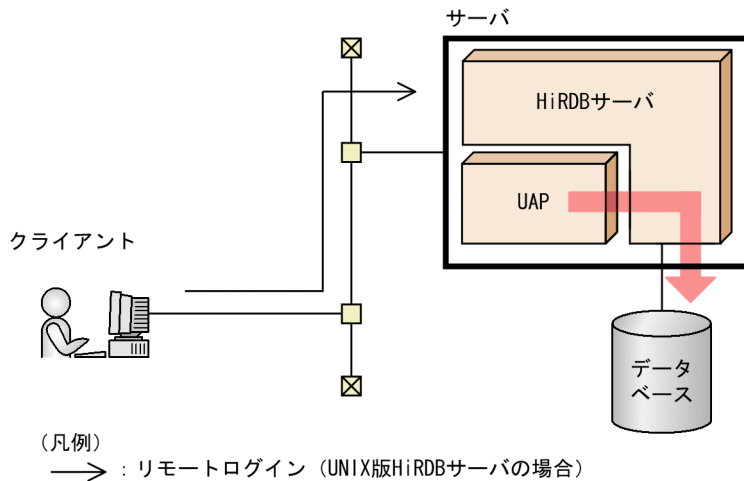 サーバ
HiRDBサーバ
UAP
クライアント
データ
ベース
(凡例)
：リモートログイン（UNIX版HiRDBサーバの場合）